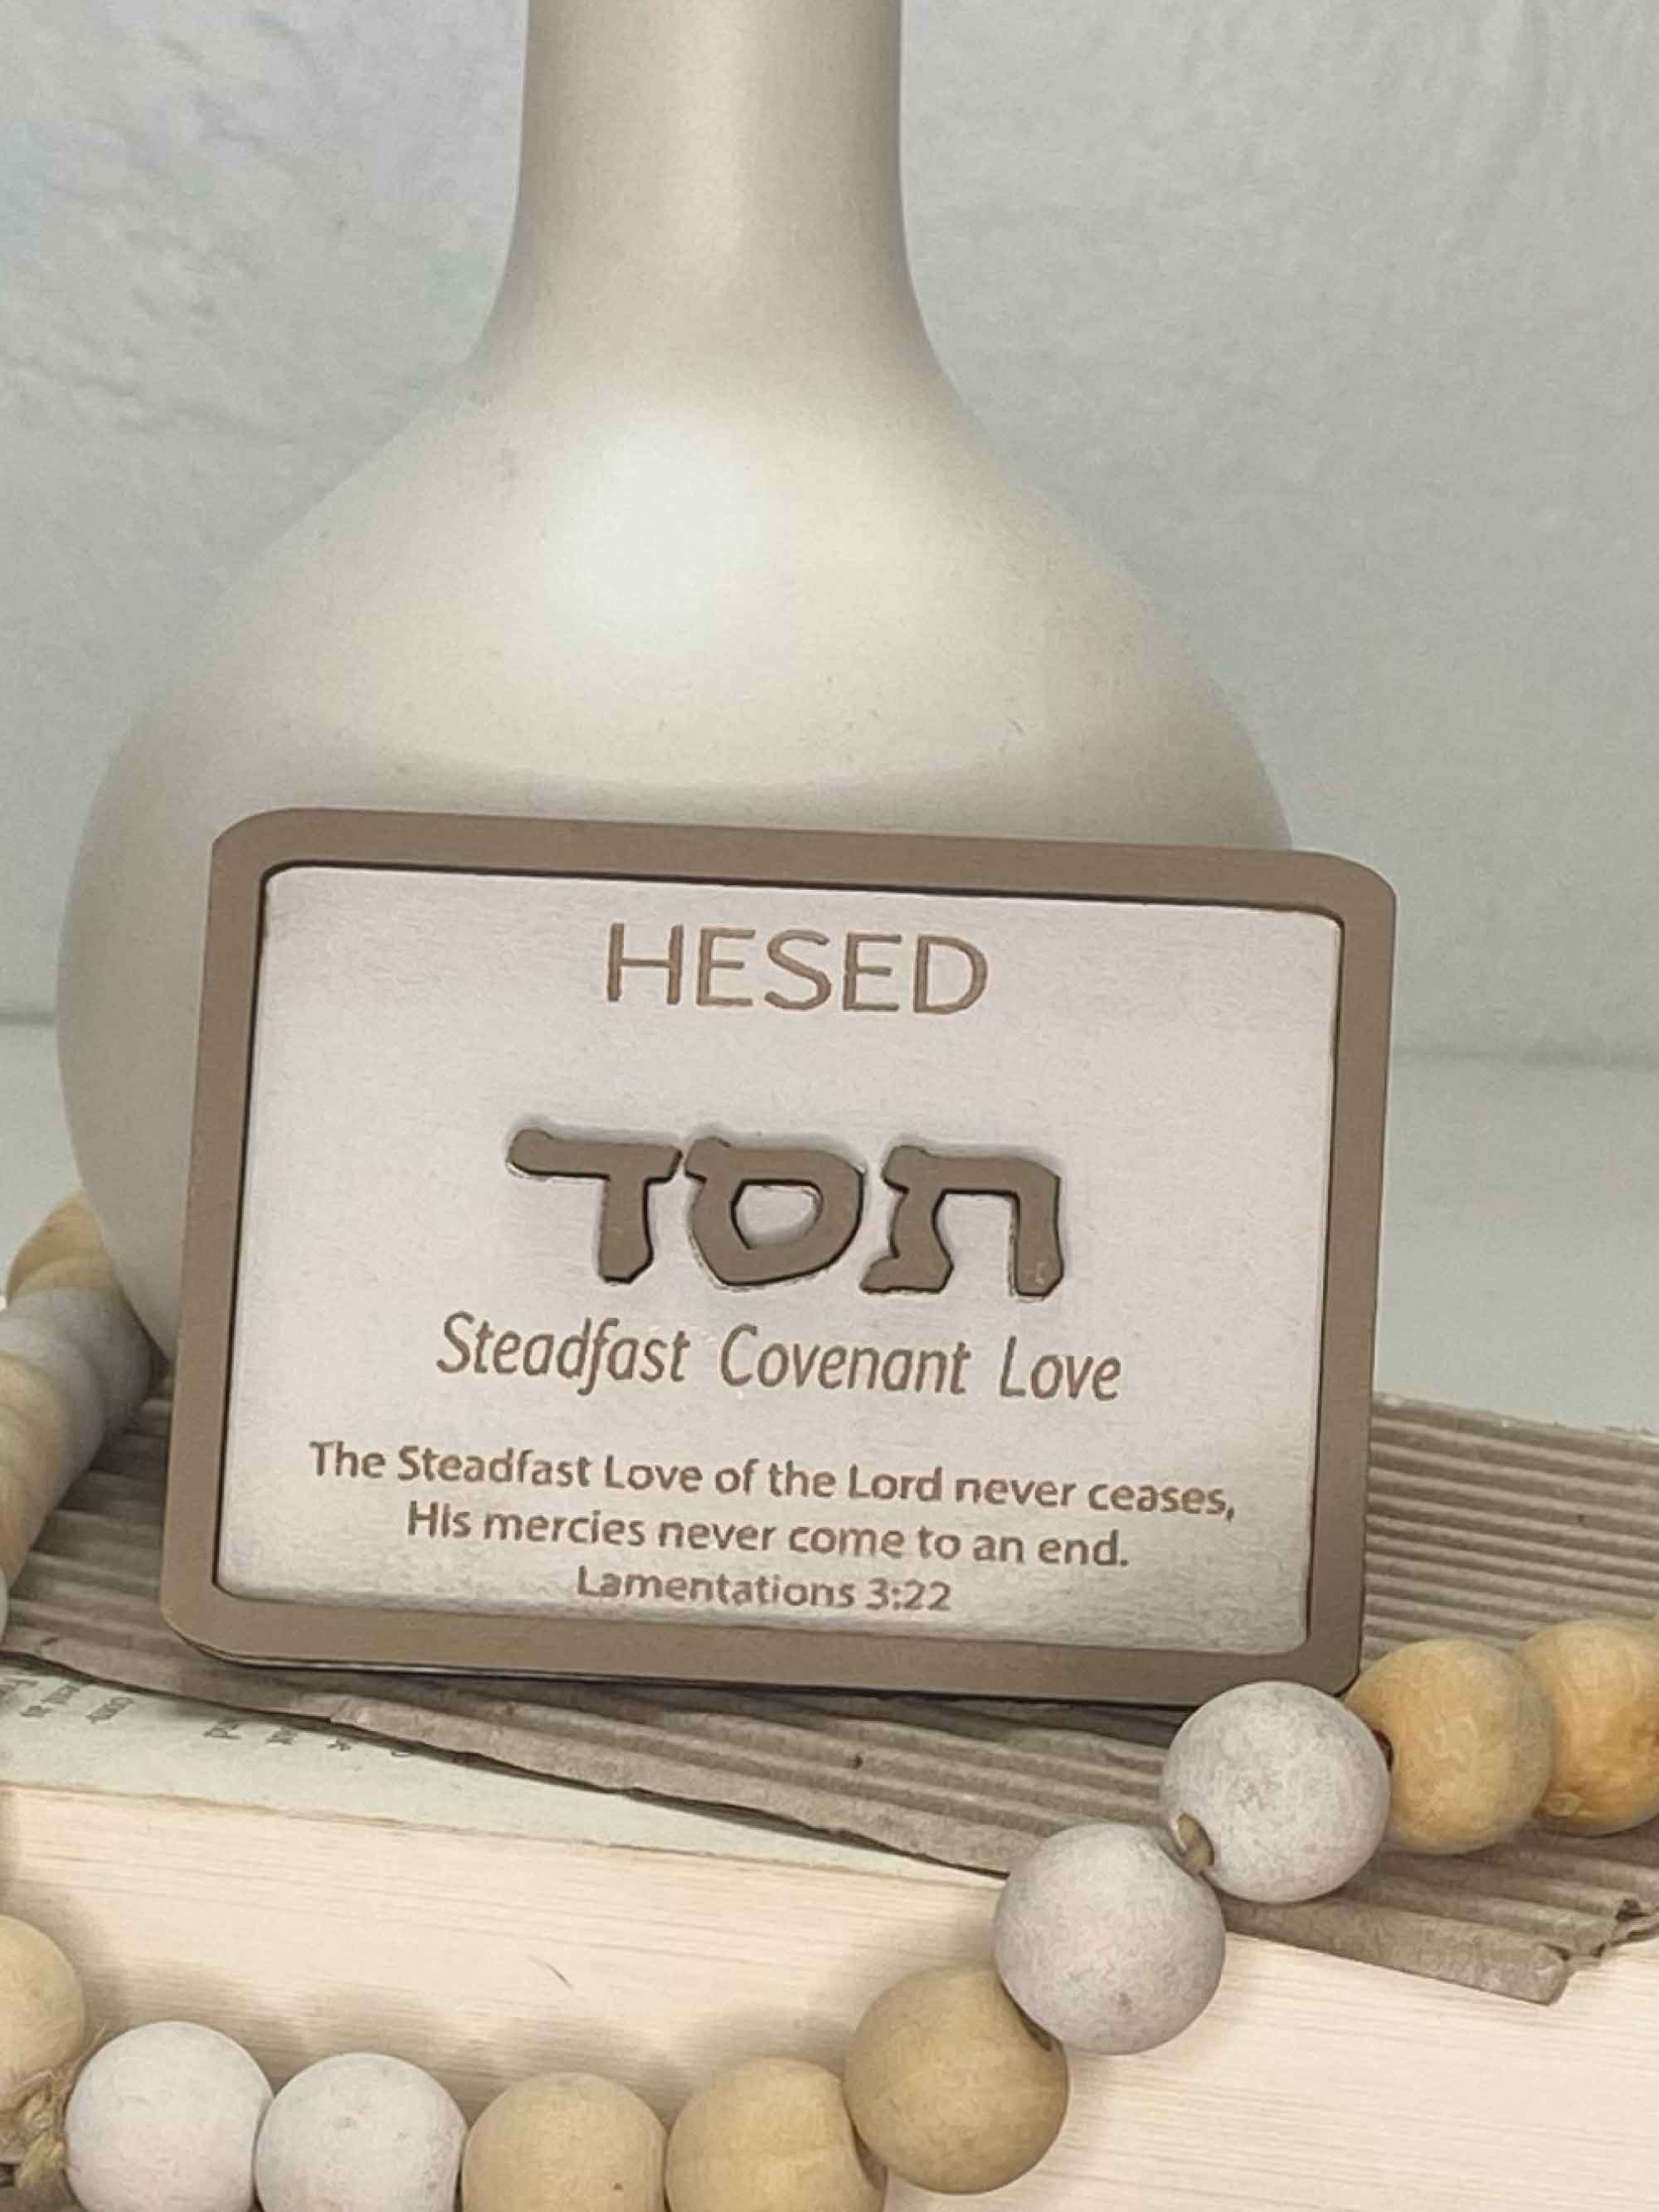 HESED
תסד
Steadfast Covenant Love
The Steadfast Love of the Lord never ceases,
His mercies never come to an end.
Lamentations 3:22